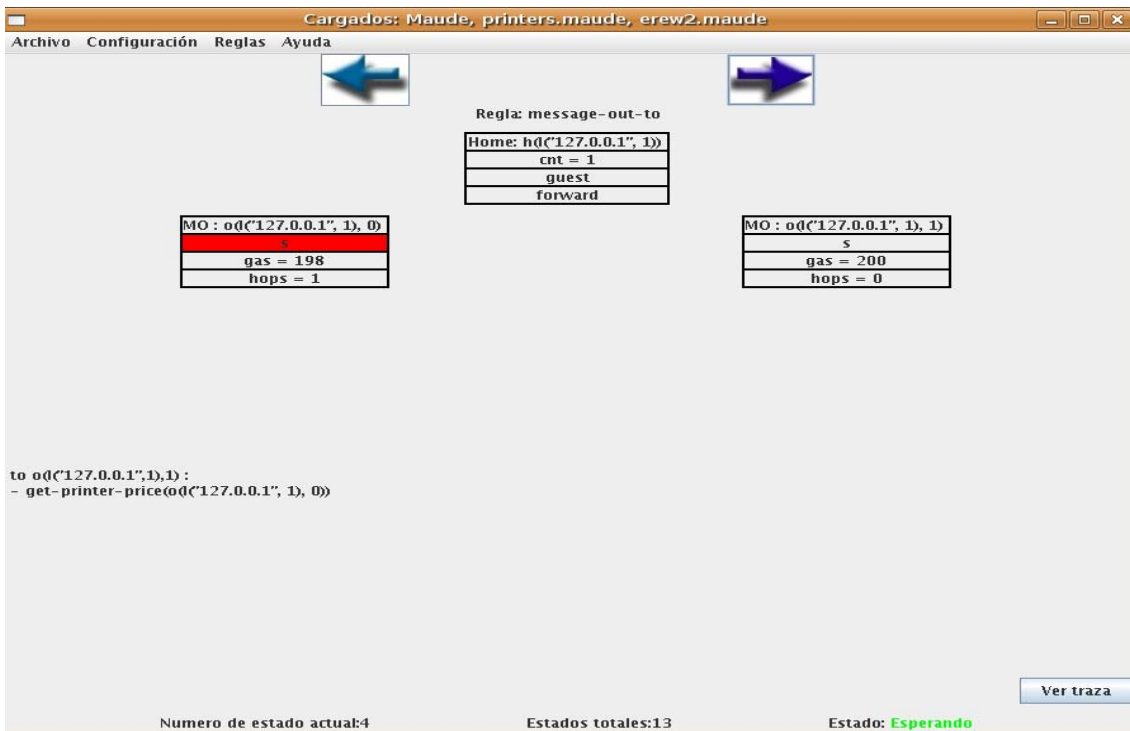 Cargados: Maude, printers.maude, erew2.maude
Archivo Configuración Reglas Ayuda
Regla: message-out-to
Home: h(l("127.0.0.1", 1))
cnt = 1
guest
forward
MO : o(l("127.0.0.1", 1), 0)
s
gas = 198
hops = 1
MO : o(l("127.0.0.1", 1), 1)
s
gas = 200
hops = 0
to o(l("127.0.0.1",1),1) :
- get-printer-price(o(l("127.0.0.1", 1), 0))
Ver traza
Numero de estado actual:4 Estados totales:13 Estado: Esperando